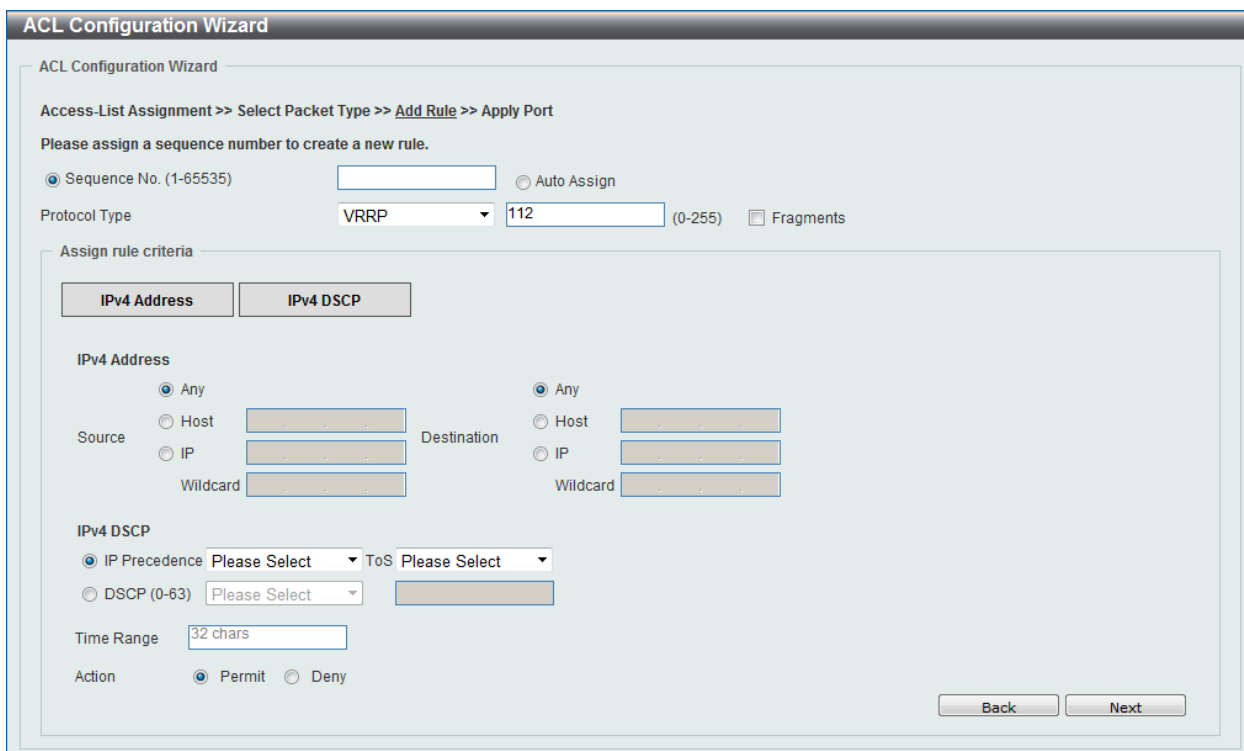 ACL Configuration Wizard
ACL Configuration Wizard
Access-List Assignment >> Select Packet Type >> Add Rule >> Apply Port
Please assign a sequence number to create a new rule.
Sequence No. (1-65535) Auto Assign
Protocol Type VRRP 112 (0-255) Fragments
Assign rule criteria
IPv4 Address IPv4 DSCP
IPv4 Address
Any Any
Host . . . Host . . .
Source Destination
IP . . . IP . . .
Wildcard . . . Wildcard . . .
IPv4 DSCP
IP Precedence Please Select ToS Please Select
DSCP (0-63) Please Select
Time Range 32 chars
Action Permit Deny
Back Next